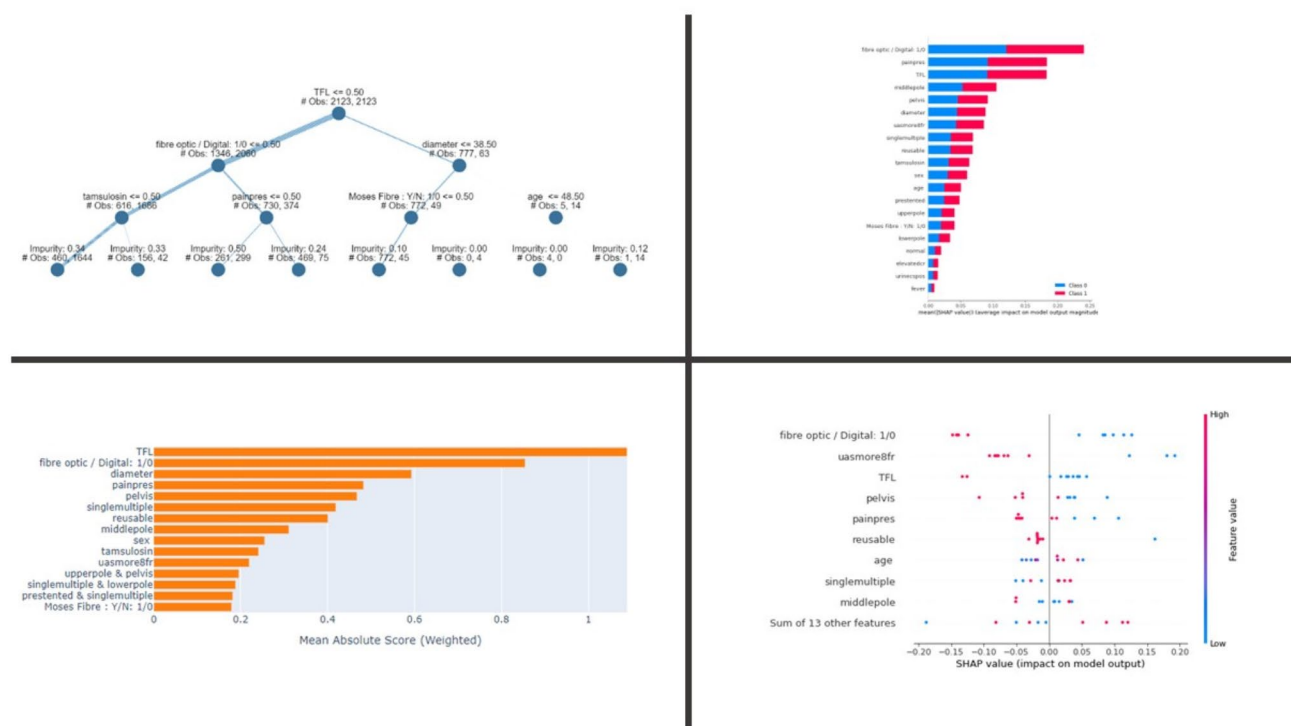 TFL <= 0.50
# Obs: 2123, 2123
fibre optic / Digital: 1/0 <= 0.50
# Obs: 1346, 2060
diameter <= 38.50
# Obs: 777, 63
tamsulosin <= 0.50
# Obs: 616, 1686
painpres <= 0.50
# Obs: 730, 374
Moses Fibre : Y/N: 1/0 <= 0.50
# Obs: 772, 49
age <= 48.50
# Obs: 5, 14
Impurity: 0.34
# Obs: 460, 1644
Impurity: 0.33
# Obs: 156, 42
Impurity: 0.50
# Obs: 261, 299
Impurity: 0.24
# Obs: 469, 75
Impurity: 0.10
# Obs: 772, 45
Impurity: 0.00
# Obs: 0, 4
Impurity: 0.00
# Obs: 4, 0
Impurity: 0.12
# Obs: 1, 14
fibre optic / Digital: 1/0
painpres
TFL
middlepole
pelvis
diameter
uasmore8fr
singlemultiple
reusable
tamsulosin
sex
age
prestented
upperpole
Moses Fibre : Y/N: 1/0
lowerpole
normal
elevatedcr
urinecopos
fever
Class 0
Class 1
0.00 0.05 0.10 0.15 0.20 0.25
mean(|SHAP value|) (average impact on model output magnitude
TFL
fibre optic / Digital: 1/0
diameter
painpres
pelvis
singlemultiple
reusable
middlepole
sex
tamsulosin
uasmore8fr
upperpole & pelvis
singlemultiple & lowerpole
prestented & singlemultiple
Moses Fibre : Y/N: 1/0
0 0.2 0.4 0.6 0.8 1
Mean Absolute Score (Weighted)
High
fibre optic / Digital: 1/0
uasmore8fr
TFL
pelvis
painpres
reusable
age
singlemultiple
middlepole
Sum of 13 other features
Feature value
Low
−0.20 −0.15 −0.10 −0.05 0.00 0.05 0.10 0.15 0.20
SHAP value (impact on model output)